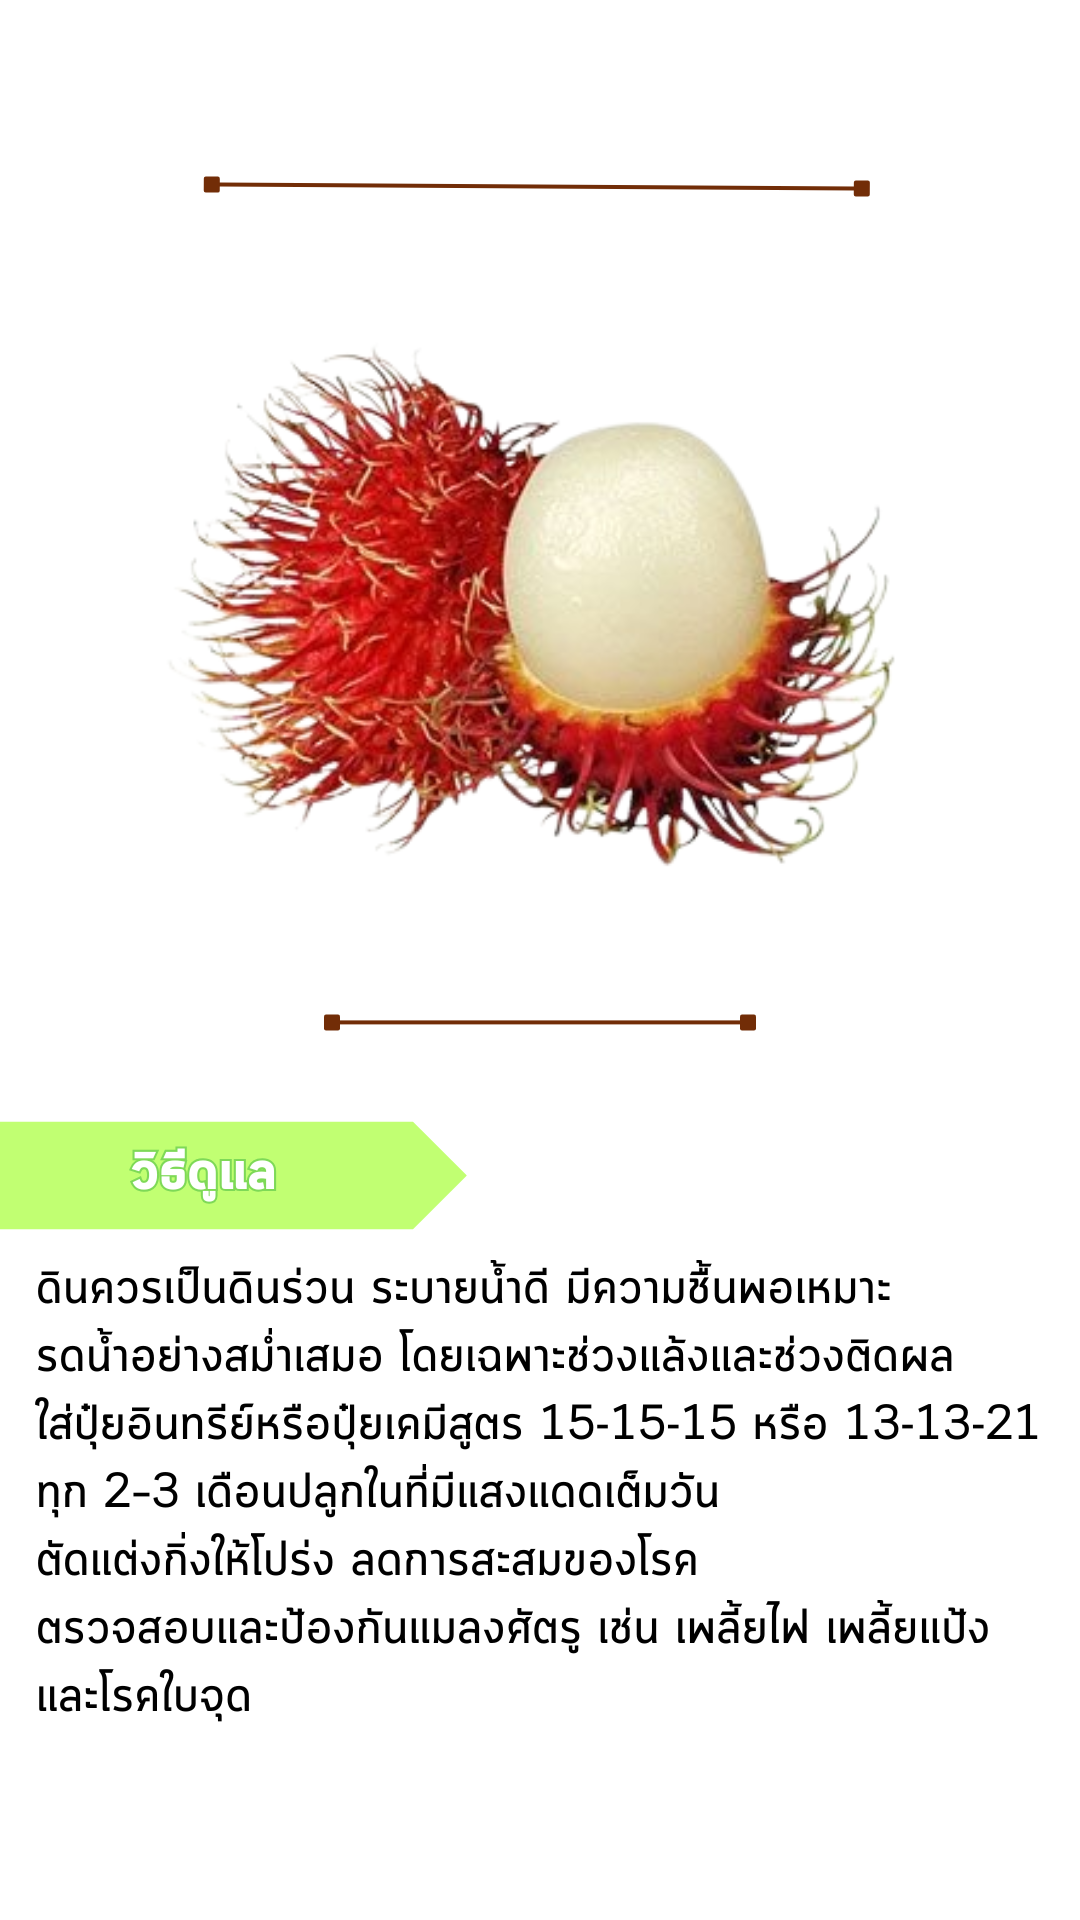 วิธีดูแล
ดินควรเป็นดินร่วน ระบายน้ำดี มีความชื้นพอเหมาะ
รดน้ำอย่างสม่ำเสมอ โดยเฉพาะช่วงแล้งและช่วงติดผล
ใส่ปุ๋ยอินทรีย์หรือปุ๋ยเคมีสูตร 15-15-15 หรือ 13-13-21
ทุก 2–3 เดือนปลูกในที่มีแสงแดดเต็มวัน
ตัดแต่งกิ่งให้โปร่ง ลดการสะสมของโรค
ตรวจสอบและป้องกันแมลงศัตรู เช่น เพลี้ยไฟ เพลี้ยแป้ง
และโรคใบจุด